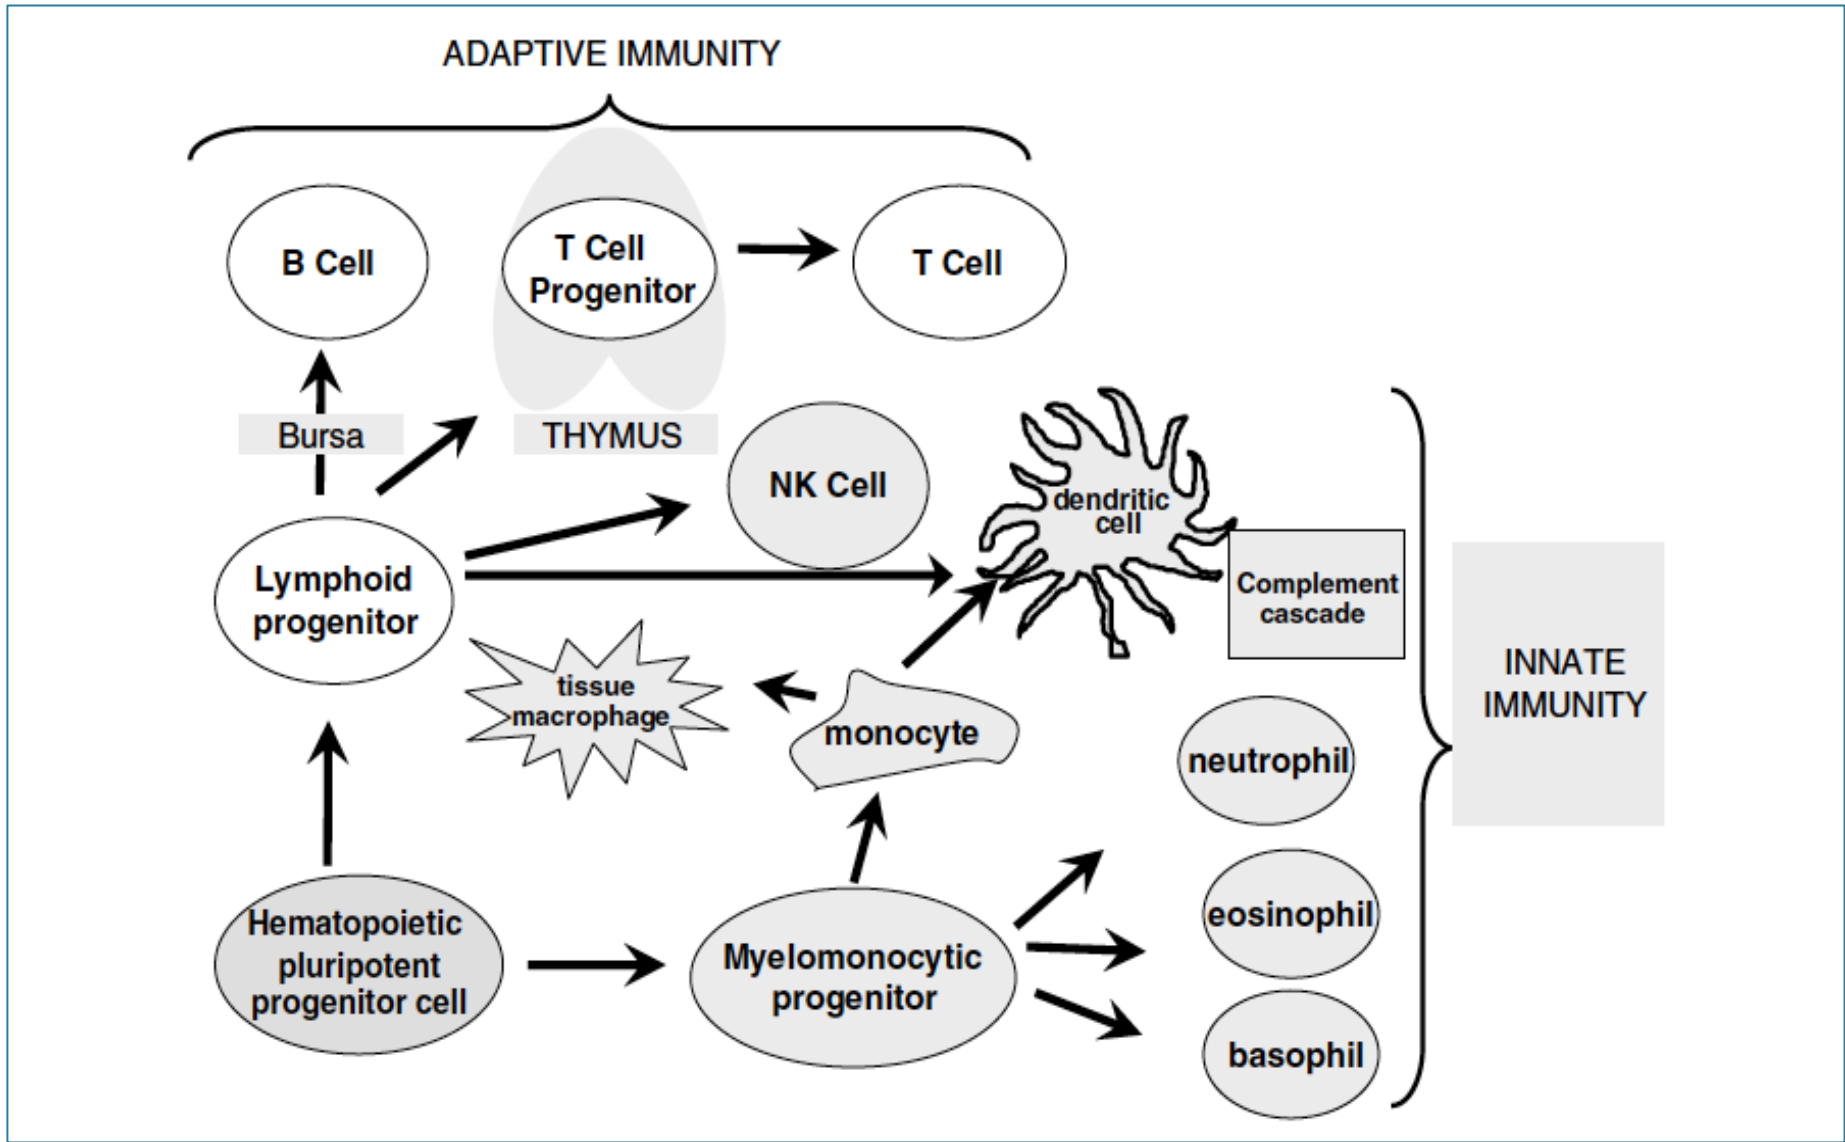 ADAPTIVE IMMUNITY
B Cell
T Cell
Progenitor
T Cell
Bursa
THYMUS
NK Cell
dendritic
cell
Lymphoid
progenitor
Complement
cascade
tissue
macrophage
monocyte
neutrophil
INNATE
IMMUNITY
Hematopoietic
pluripotent
progenitor cell
Myelomonocytic
progenitor
eosinophil
basophil